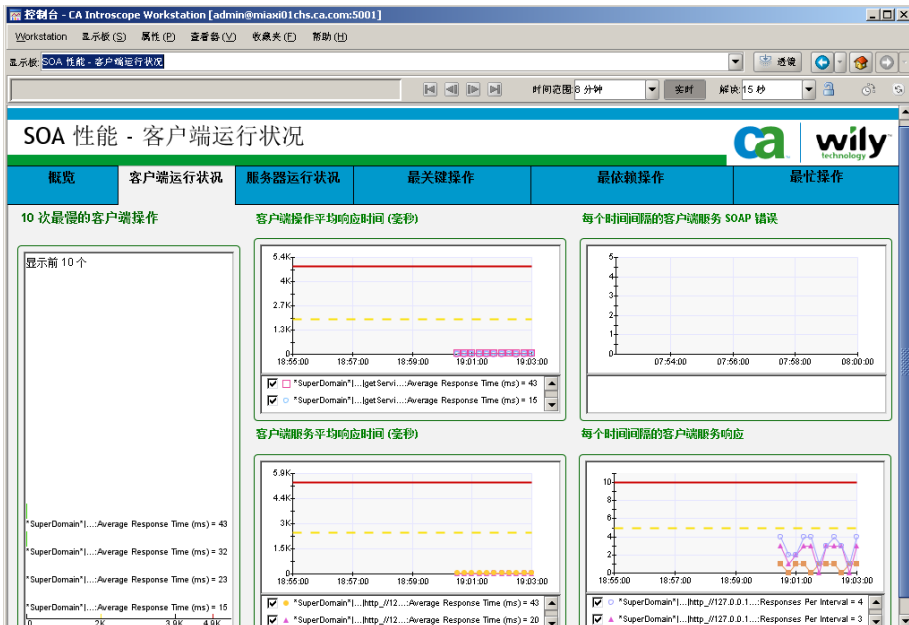 控制台 - CA Introscope Workstation [admin@miaxi01chs.ca.com:5001]
Workstation 显示板(S) 属性(P) 查看器(V) 收藏夹(F) 帮助(H)
显示板: SOA 性能 - 客户端运行状况 透镜
时间范围: 8 分钟 实时 解读: 15 秒
SOA 性能 - 客户端运行状况
ca wily technology
概览 客户端运行状况 服务器运行状况 最关键操作 最依赖操作 最忙操作
10 次最慢的客户端操作
显示前 10 个
*SuperDomain*|...:Average Response Time (ms) = 43
*SuperDomain*|...:Average Response Time (ms) = 32
*SuperDomain*|...:Average Response Time (ms) = 23
*SuperDomain*|...:Average Response Time (ms) = 15
0 2K 3.9K 4.9K
客户端操作平均响应时间 (毫秒)
5.4K
4K
2.7K
1.3K
0
18:55:00 18:57:00 18:59:00 19:01:00 19:03:00
*SuperDomain*|...|getServi...:Average Response Time (ms) = 43
*SuperDomain*|...|getServi...:Average Response Time (ms) = 15
每个时间间隔的客户端服务 SOAP 错误
5
4
3
2
1
0
07:54:00 07:56:00 07:58:00 08:00:00
客户端服务平均响应时间 (毫秒)
5.9K
4.4K
3K
1.5K
0
18:55:00 18:57:00 18:59:00 19:01:00 19:03:00
*SuperDomain*|...|http_//12...:Average Response Time (ms) = 43
*SuperDomain*|...|http_//12...:Average Response Time (ms) = 20
每个时间间隔的客户端服务响应
10
8
6
4
2
0
18:55:00 18:57:00 18:59:00 19:01:00 19:03:00
*SuperDomain*|...|http_//127.0.0.1...:Responses Per Interval = 4
*SuperDomain*|...|http_//127.0.0.1...:Responses Per Interval = 3